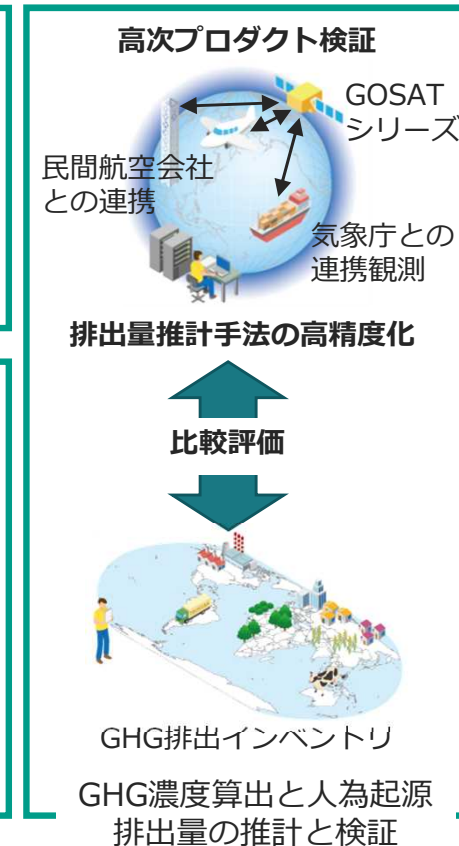 高次プロダクト検証
GOSAT
シリーズ
民間航空会社
との連携
気象庁との
連携観測
排出量推計手法の高精度化
比較評価
GHG排出インベントリ
GHG濃度算出と人為起源
排出量の推計と検証